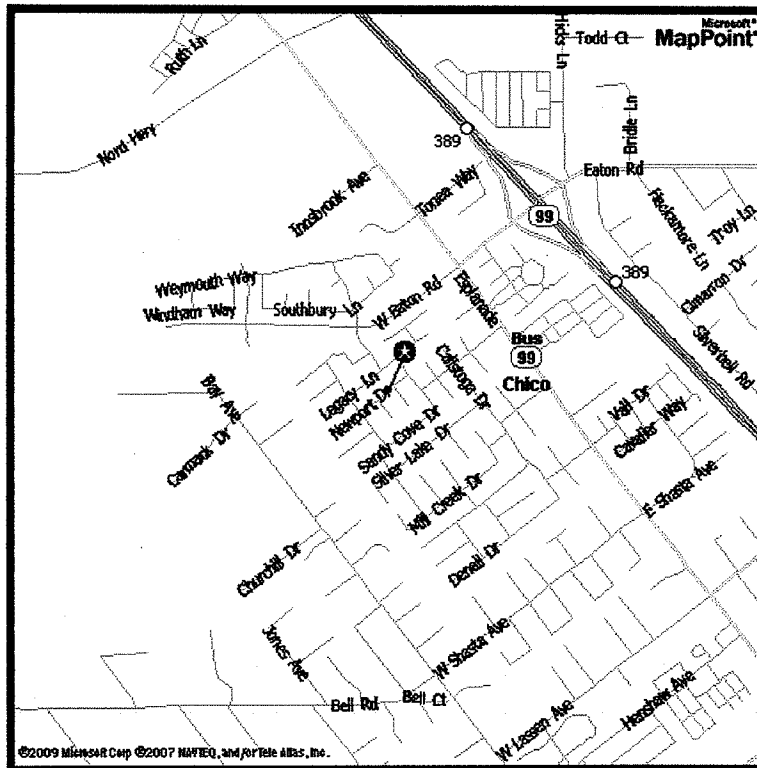 Microsoft®
MapPoint®
Hicks Ln
Todd Ct
Ruth Ln
Bridle Ln
389
Nord Hwy
Eaton Rd
Innsbrook Ave
Tonea Way
Hackamore Ln
Troy Ln
99
389
Weymouth Way
Cimarron Dr
Windham Way
Southbury Ln
W Eaton Rd
Esplanade
Silverbell Rd
Bus
99
Chico
Bay Ave
Legacy Ln
Newport Dr
Calistoga Dr
Vail Dr
Cavalier Way
Carmack Dr
Sandy Cove Dr
Silver Lake Dr
E Shasta Ave
Mill Creek Dr
Churchill Dr
Denall Dr
Jones Ave
W Shasta Ave
Bell Rd
Bell Ct
W Lassen Ave
Henshaw Ave
©2009 Microsoft Corp ©2007 NAVTEQ, and/or Tele Atlas, Inc.